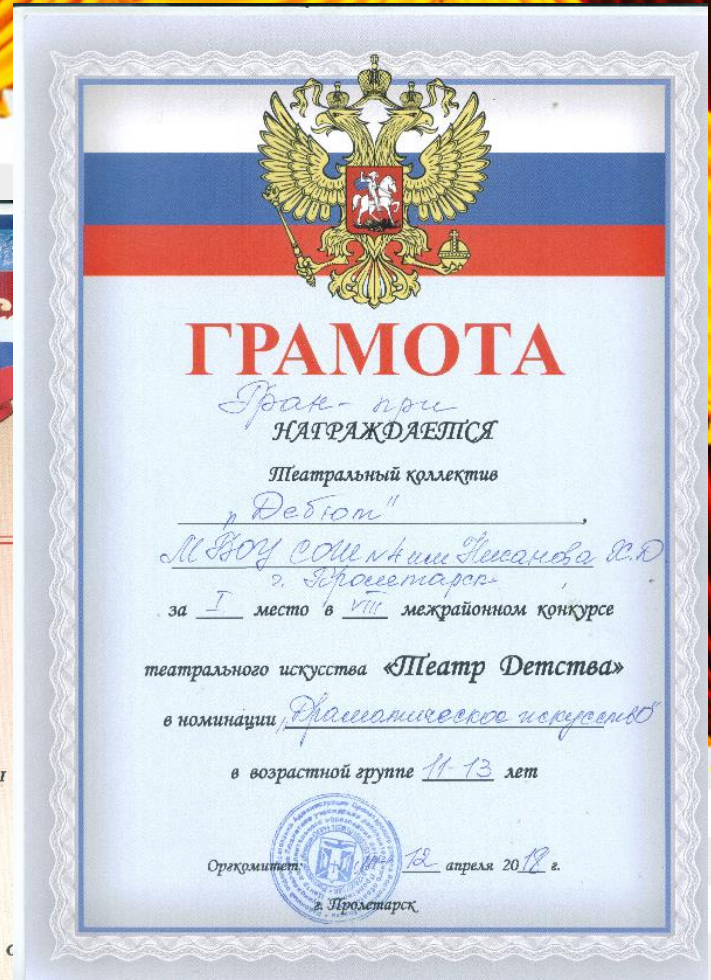 ГРАМОТА
Гран-при
НАГРАЖДАЕТСЯ
Театральный коллектив
„Дебют",
МБОУ СОШ №4 им Нисанова Х.Д
г. Пролетарск
за I место в VIII межрайонном конкурсе
театрального искусства «Театр Детства»
в номинации „Драматическое искусство"
в возрастной группе 11-13 лет
Оргкомитет: 12 апреля 2018 г.
г. Пролетарск